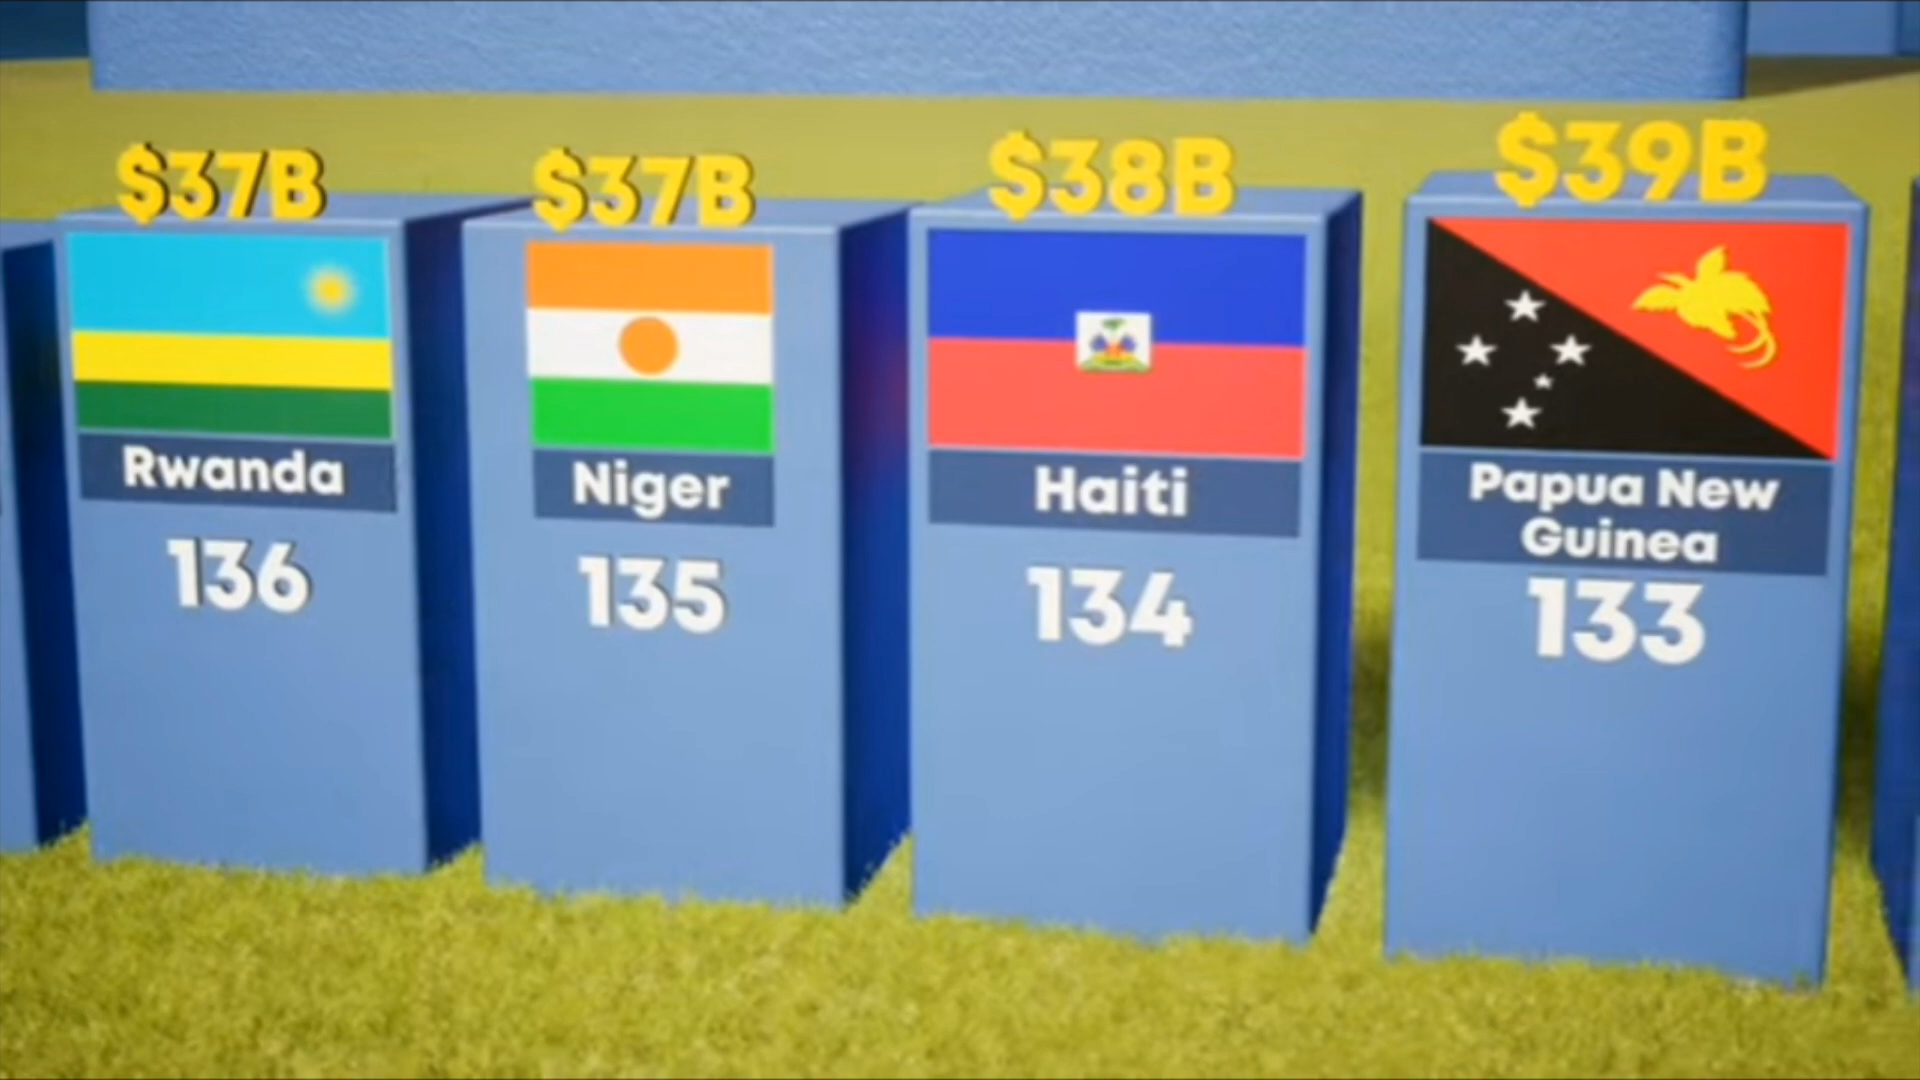 $37B
Rwanda
136
$37B
Niger
135
$38B
Haiti
134
$39B
Papua New
Guinea
133